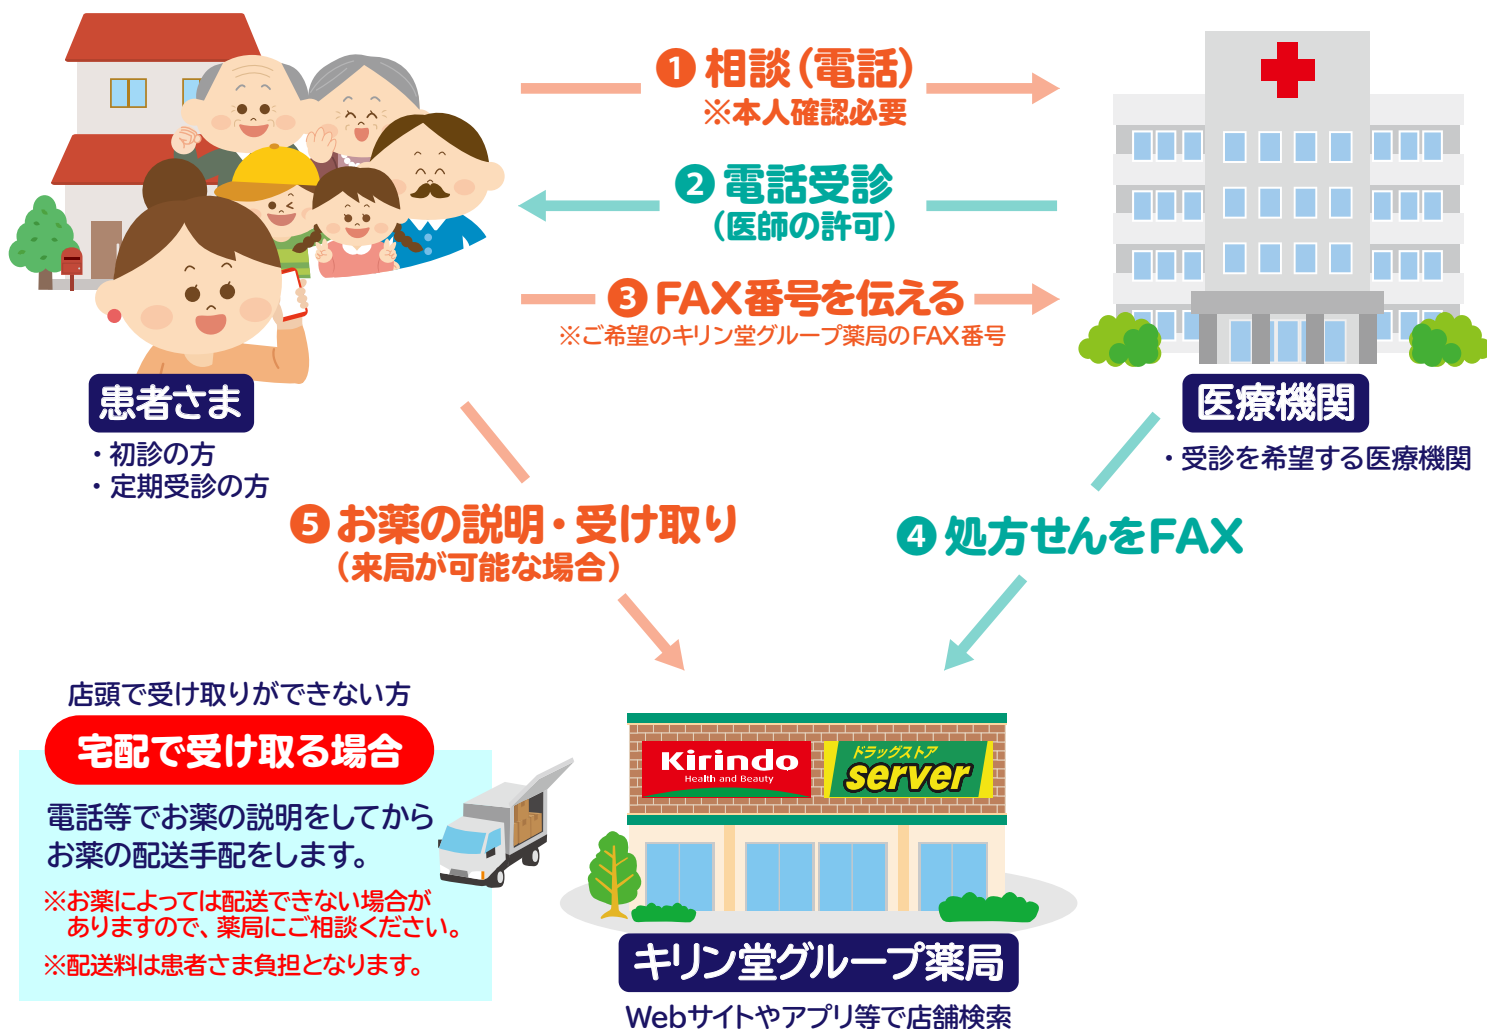 ❶相談(電話)
※本人確認必要
❷電話受診
(医師の許可)
❸FAX番号を伝える
※ご希望のキリン堂グループ薬局のFAX番号
患者さま
・初診の方
・定期受診の方
医療機関
・受診を希望する医療機関
❺お薬の説明・受け取り
(来局が可能な場合)
❹処方せんをFAX
店頭で受け取りができない方
宅配で受け取る場合
電話等でお薬の説明をしてから
お薬の配送手配をします。
※お薬によっては配送できない場合が
ありますので、薬局にご相談ください。
※配送料は患者さま負担となります。
Kirindo
Health and Beauty
ドラッグストア
server
キリン堂グループ薬局
Webサイトやアプリ等で店舗検索